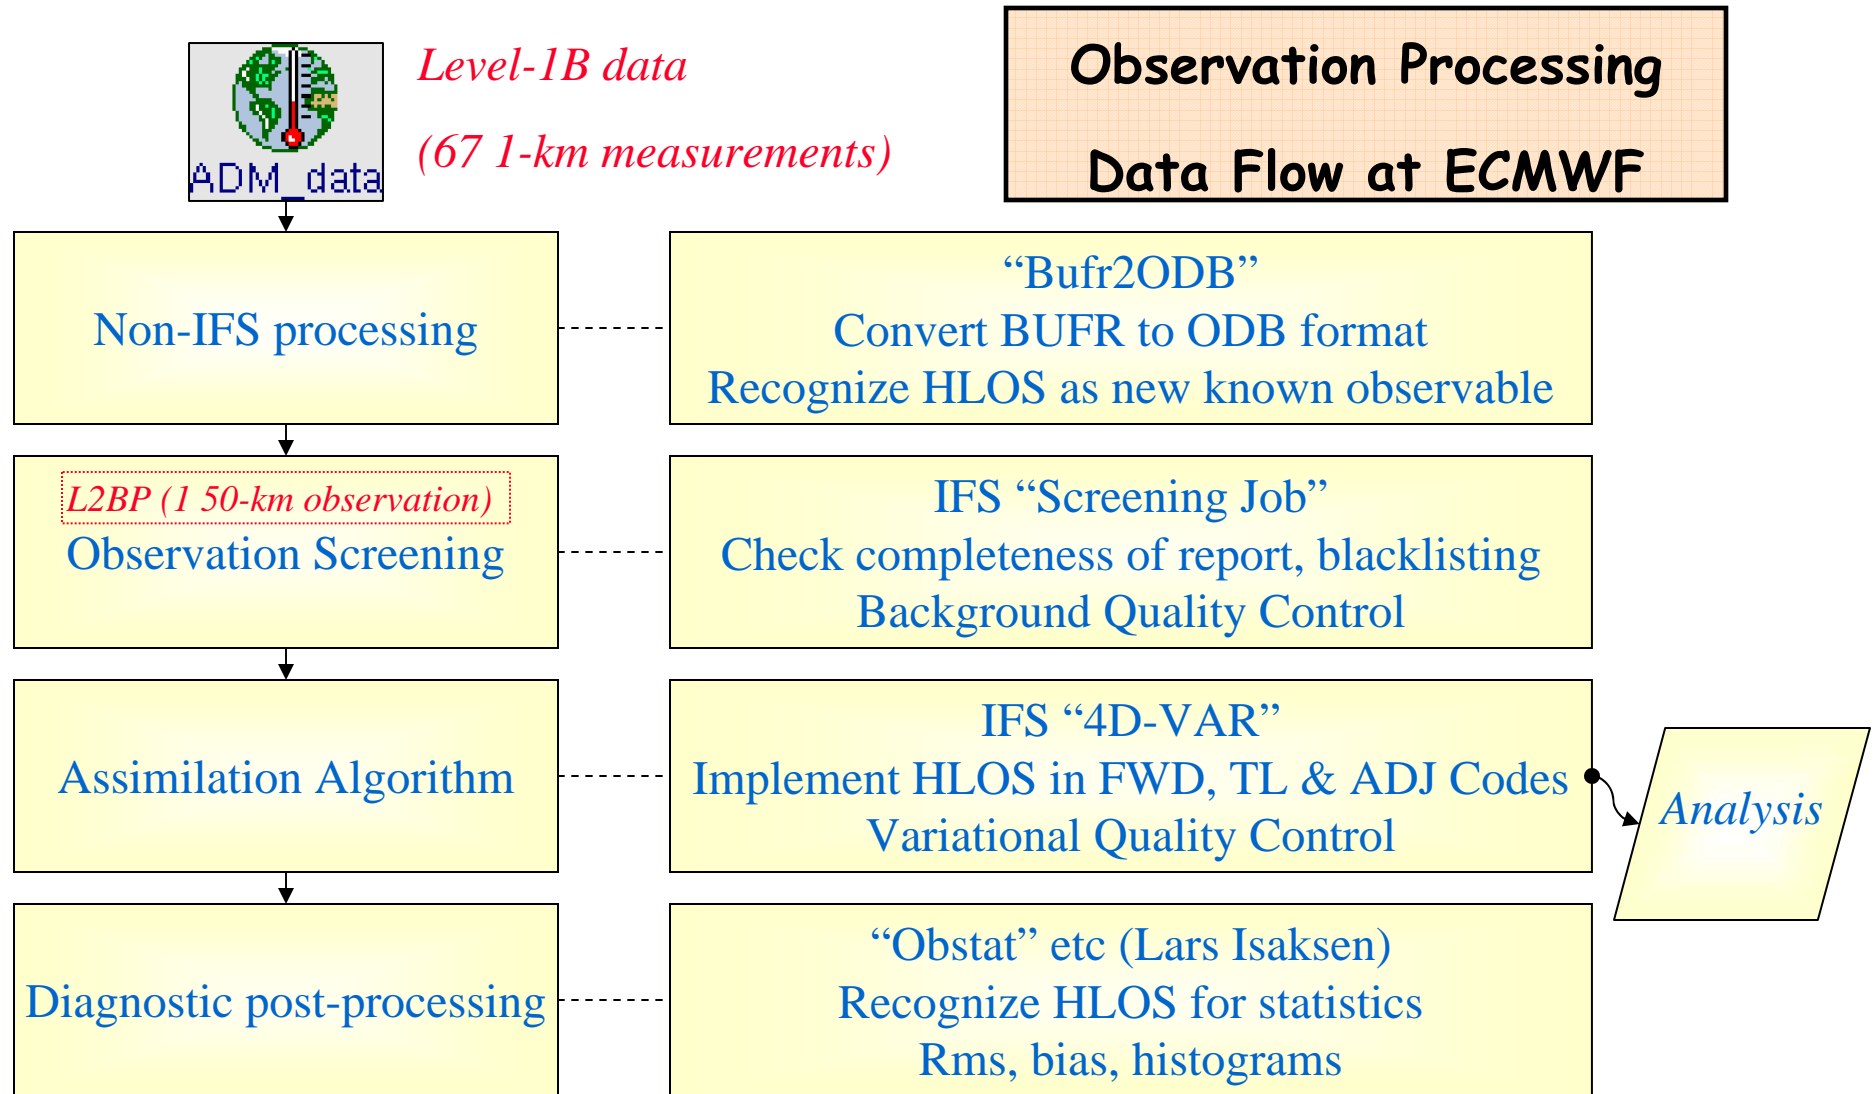 ADM_data
Level-1B data
(67 1-km measurements)
Observation Processing
Data Flow at ECMWF
Non-IFS processing
“Bufr2ODB”
Convert BUFR to ODB format
Recognize HLOS as new known observable
L2BP (1 50-km observation)
Observation Screening
IFS “Screening Job”
Check completeness of report, blacklisting
Background Quality Control
Assimilation Algorithm
IFS “4D-VAR”
Implement HLOS in FWD, TL & ADJ Codes
Variational Quality Control
Analysis
Diagnostic post-processing
“Obstat” etc (Lars Isaksen)
Recognize HLOS for statistics
Rms, bias, histograms